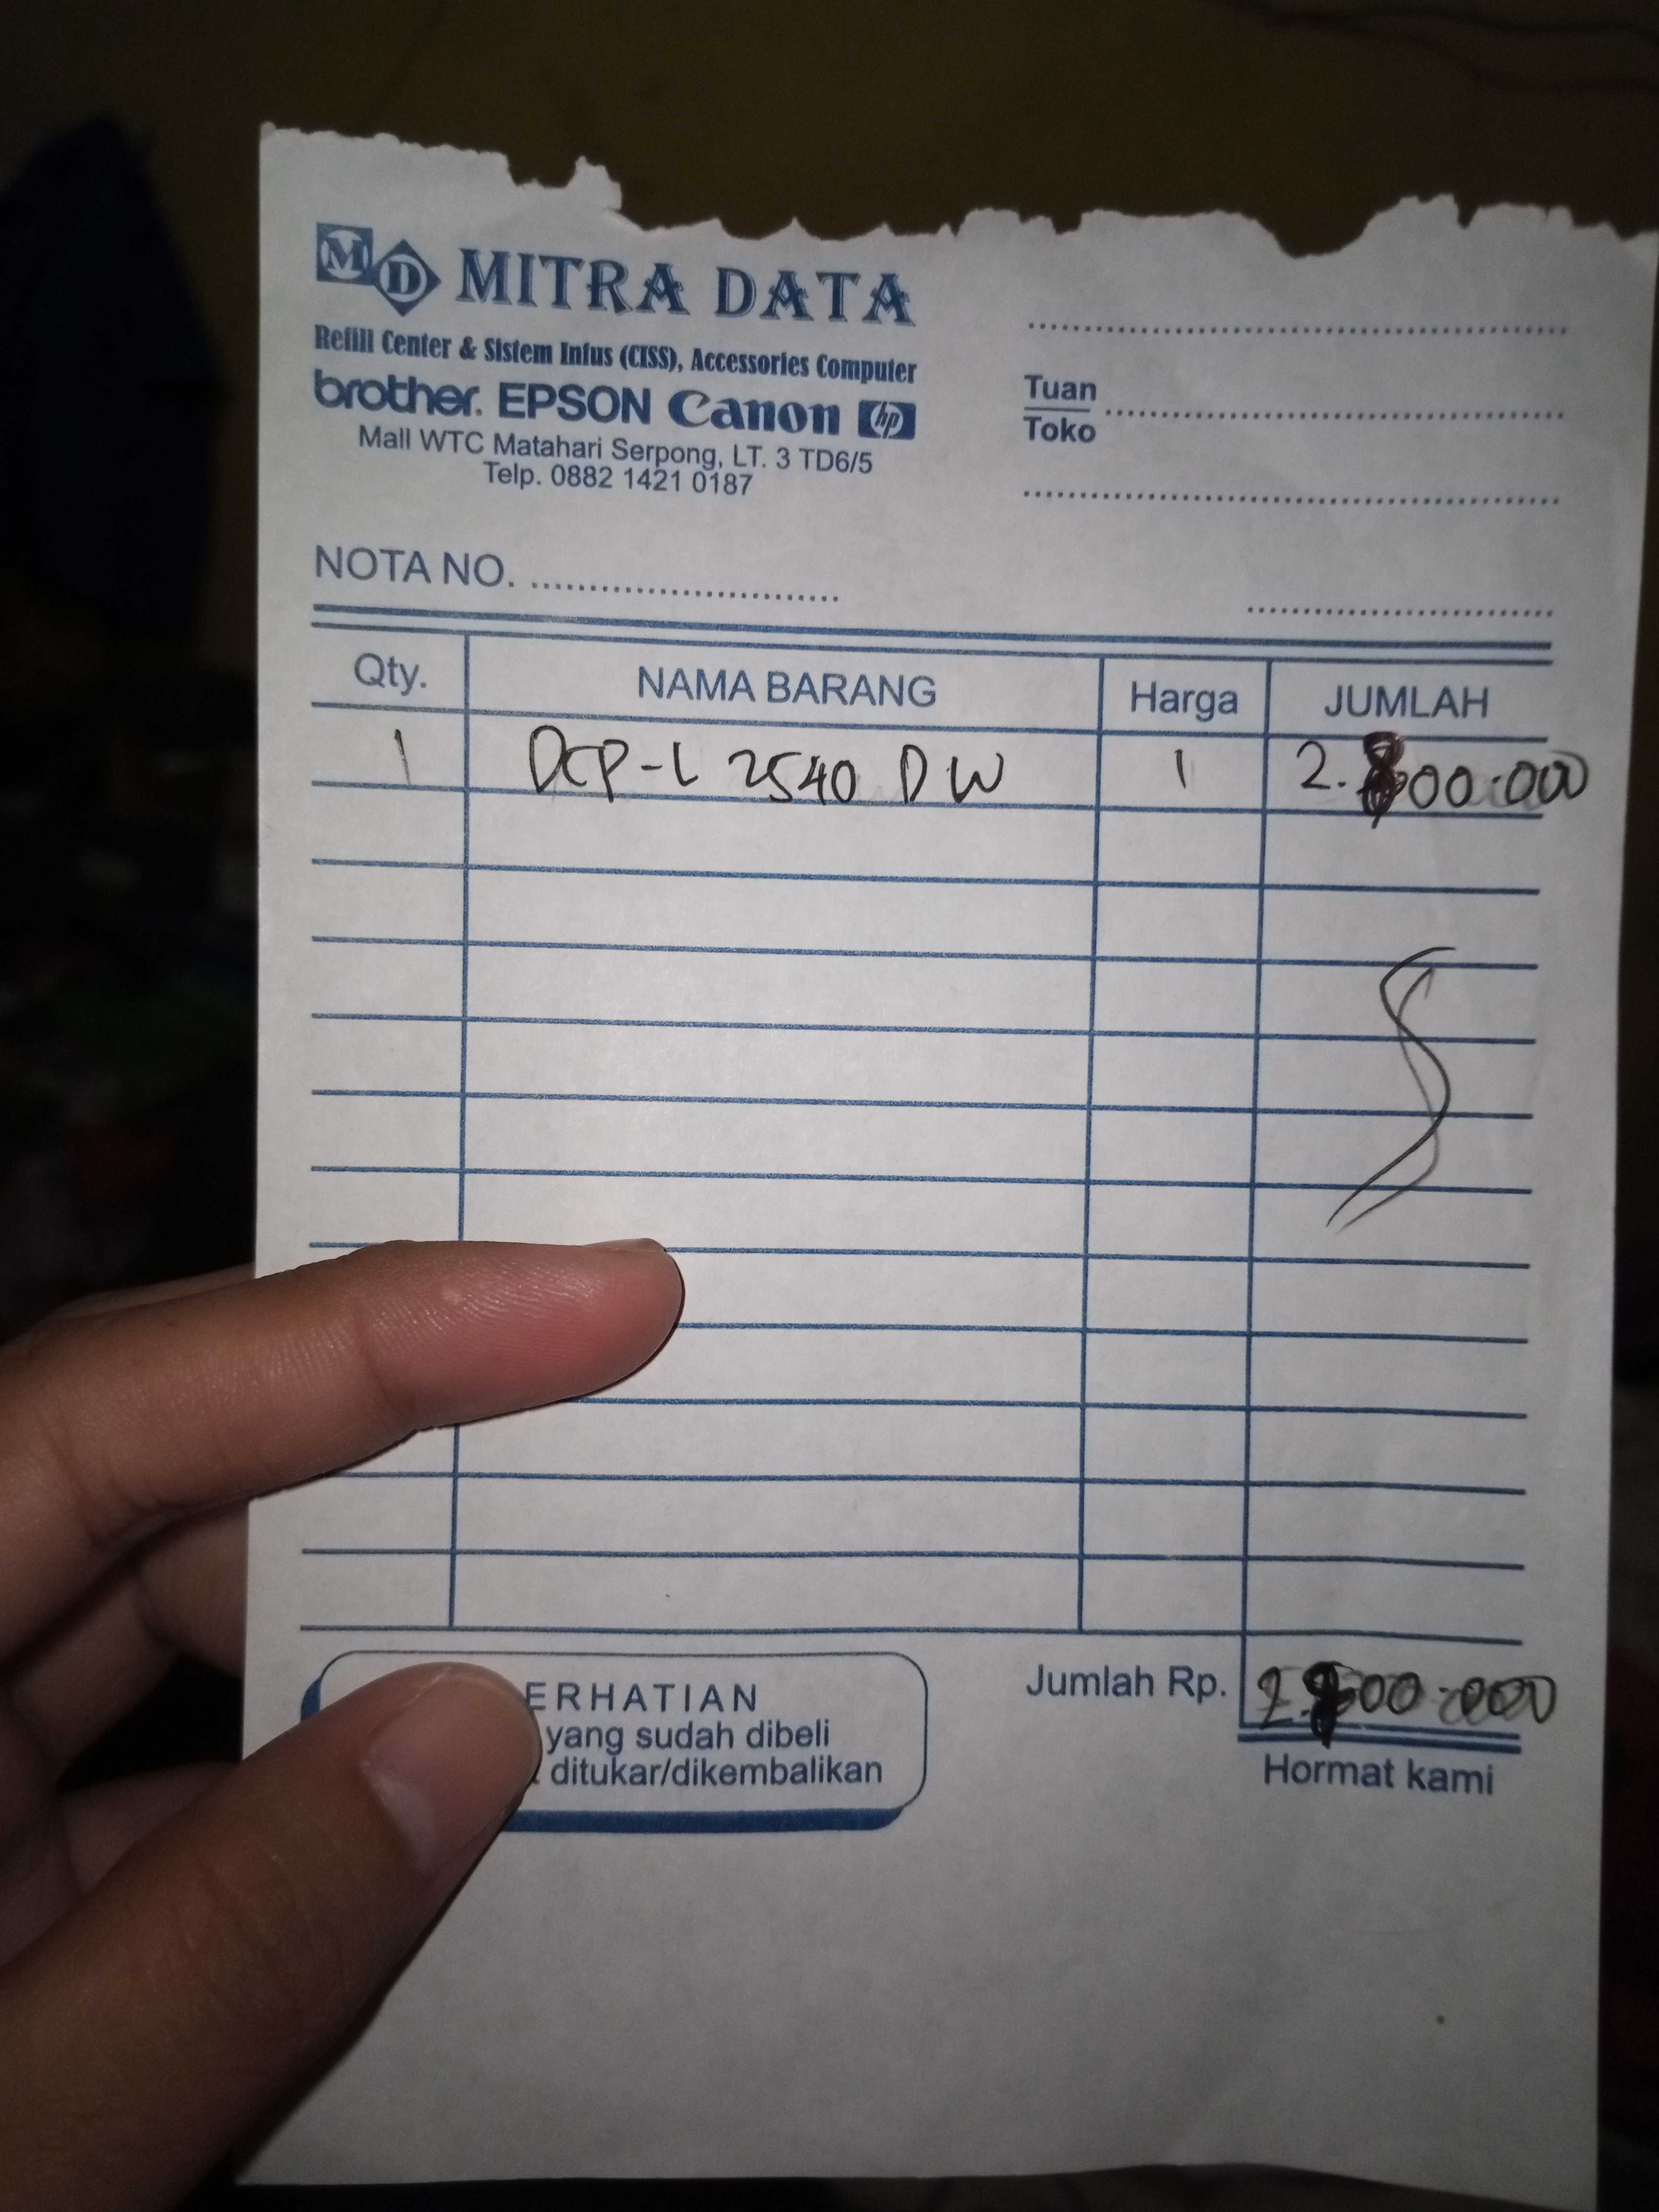 MD MITRA DATA
Refill Center & Sistem Infus (CISS), Accessories Computer
brother. EPSON Canon hp
Mall WTC Matahari Serpong, LT. 3 TD6/5
Telp. 0882 1421 0187
Tuan
Toko
NOTA NO.
Qty. NAMA BARANG Harga JUMLAH
1 DCP-L 2540 DW 1
ERHATIAN
yang sudah dibeli
ditukar/dikembalikan
Jumlah Rp.
Hormat kami